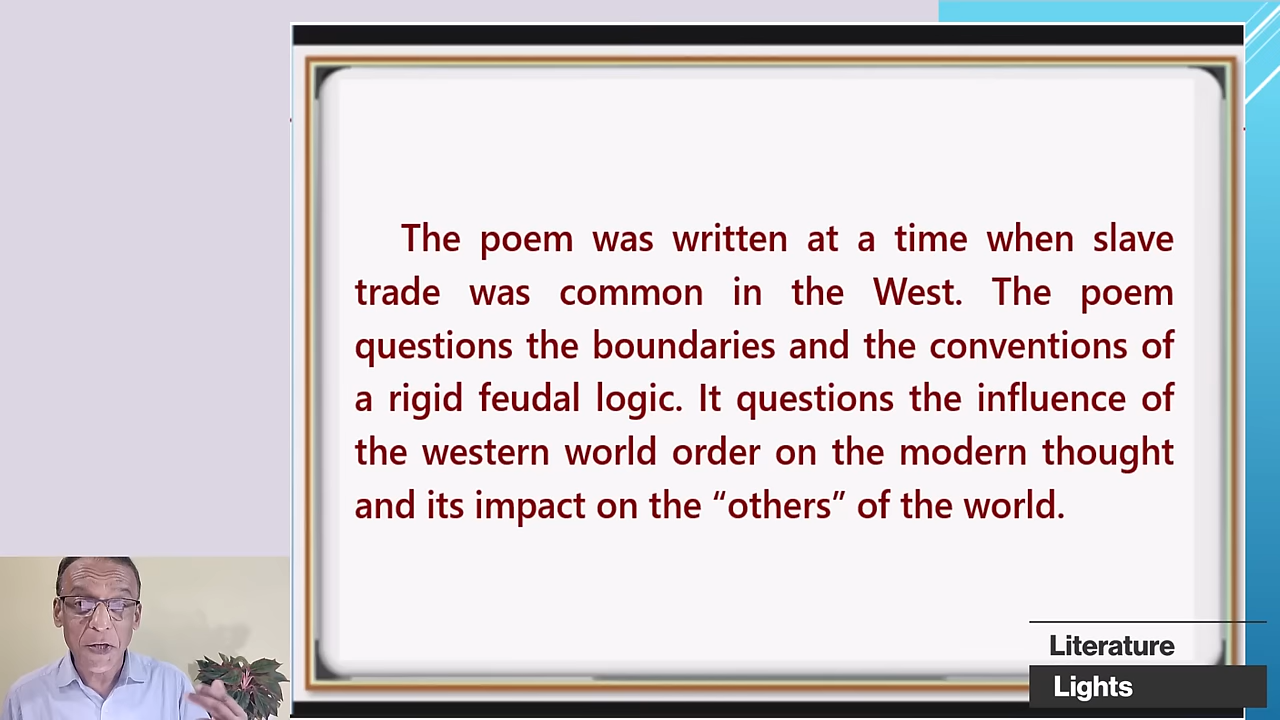 The poem was written at a time when slave
trade was common in the West. The poem
questions the boundaries and the conventions of
a rigid feudal logic. It questions the influence of
the western world order on the modern thought
and its impact on the “others” of the world.
Literature
Lights